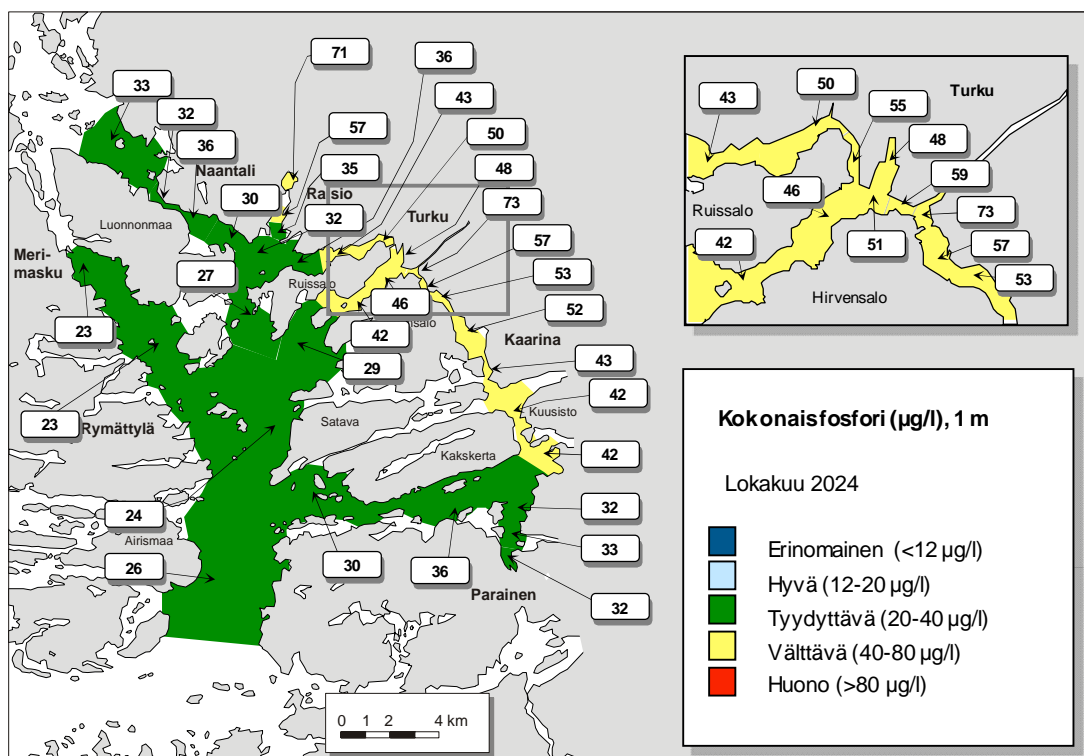 71
36
33
43
32
57
50
36
Naantali
35
48
30
Raisio
32
73
Luonnonmaa
Turku
Meri-
masku
57
27
Ruissalo
53
46
23
42
salo
52
Kaarina
29
43
42
Kuusisto
23
Rymättylä
Satava
Kakskerta
42
24
32
Airismaa
33
26
30
36
Parainen
32
0 1 2 4 km
50
Turku
43
55
48
46
59
Ruissalo
73
42
51
57
53
Hirvensalo
Kokonaisfosfori (µg/l), 1 m
Lokakuu 2024
Erinomainen (<12 µg/l)
Hyvä (12-20 µg/l)
Tyydyttävä (20-40 µg/l)
Välttävä (40-80 µg/l)
Huono (>80 µg/l)